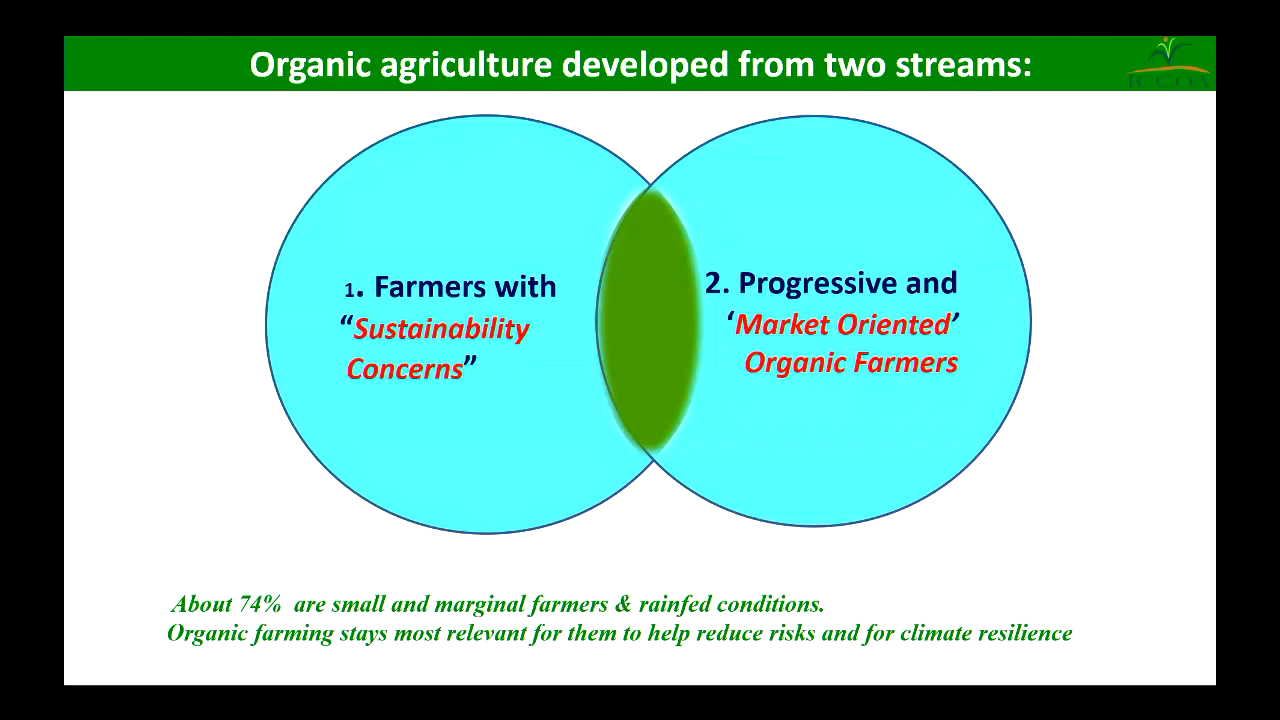 Organic agriculture developed from two streams:
ICCOA
1. Farmers with
“Sustainability
Concerns”
2. Progressive and
‘Market Oriented’
Organic Farmers
About 74% are small and marginal farmers & rainfed conditions.
Organic farming stays most relevant for them to help reduce risks and for climate resilience